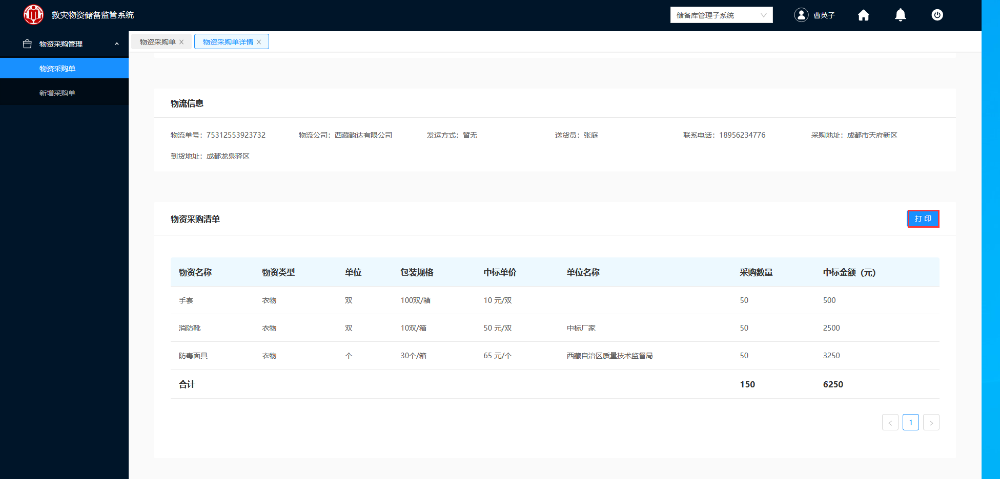 救灾物资储备监管系统
储备库管理子系统
曹英子
物资采购管理
物资采购单
新增采购单
物资采购单
物资采购单详情
物流信息
物流单号：75312553923732 物流公司：西藏韵达有限公司 发运方式：暂无 送货员：张庭 联系电话：18956234776 采购地址：成都市天府新区
到货地址：成都龙泉驿区
物资采购清单
打 印
物资名称 物资类型 单位 包装规格 中标单价 单位名称 采购数量 中标金额（元）
手套 衣物 双 100双/箱 10 元/双 50 500
消防靴 衣物 双 10双/箱 50 元/双 中标厂家 50 2500
防毒面具 衣物 个 30个/箱 65 元/个 西藏自治区质量技术监督局 50 3250
合计 150 6250
< 1 >